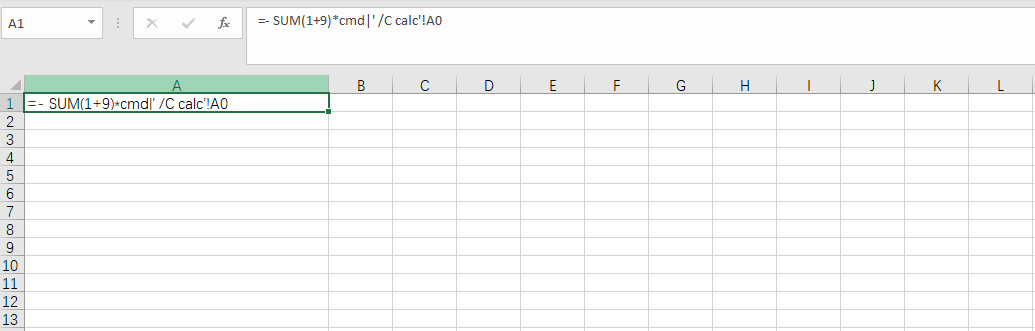 A1
fx
=- SUM(1+9)*cmd|' /C calc'!A0
A B C D E F G H I J K L
1 =- SUM(1+9)*cmd|' /C calc'!A0
2
3
4
5
6
7
8
9
10
11
12
13